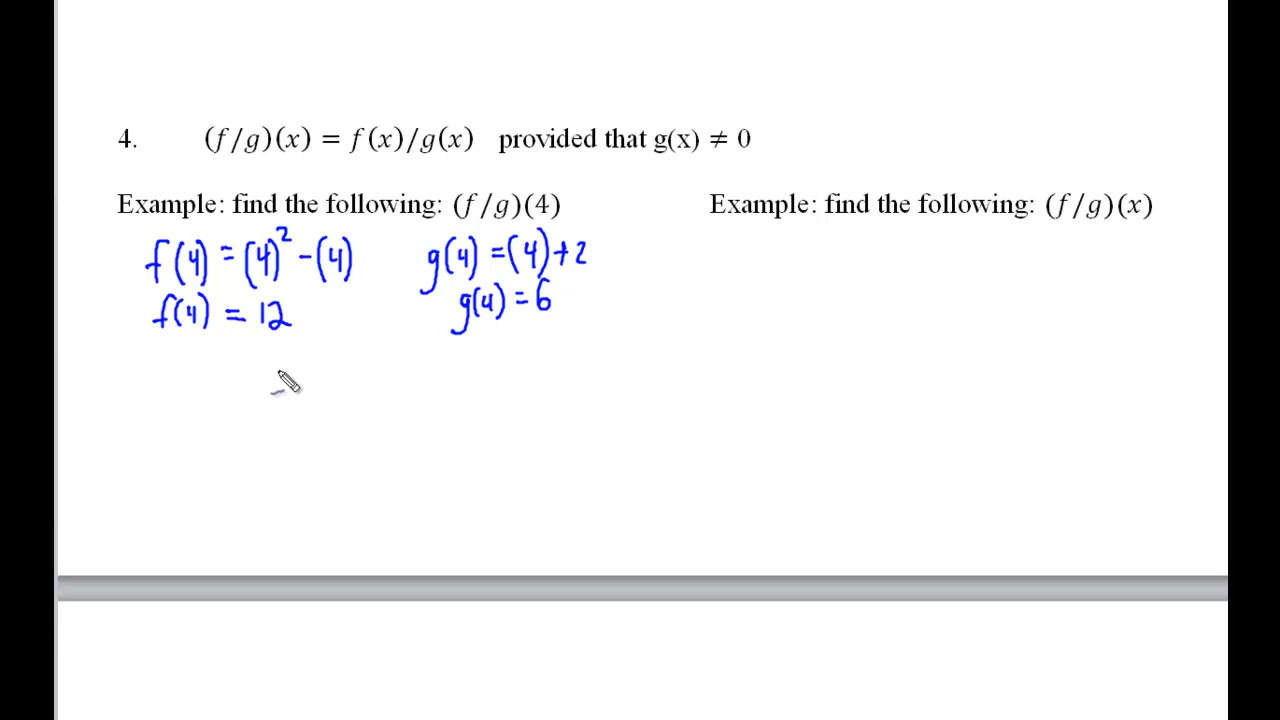 4. (f/g)(x) = f(x)/g(x) provided that g(x) ≠ 0
Example: find the following: (f/g)(4)
f(4) = (4)² - (4)
f(4) = 12
g(4) = (4) + 2
g(4) = 6
Example: find the following: (f/g)(x)